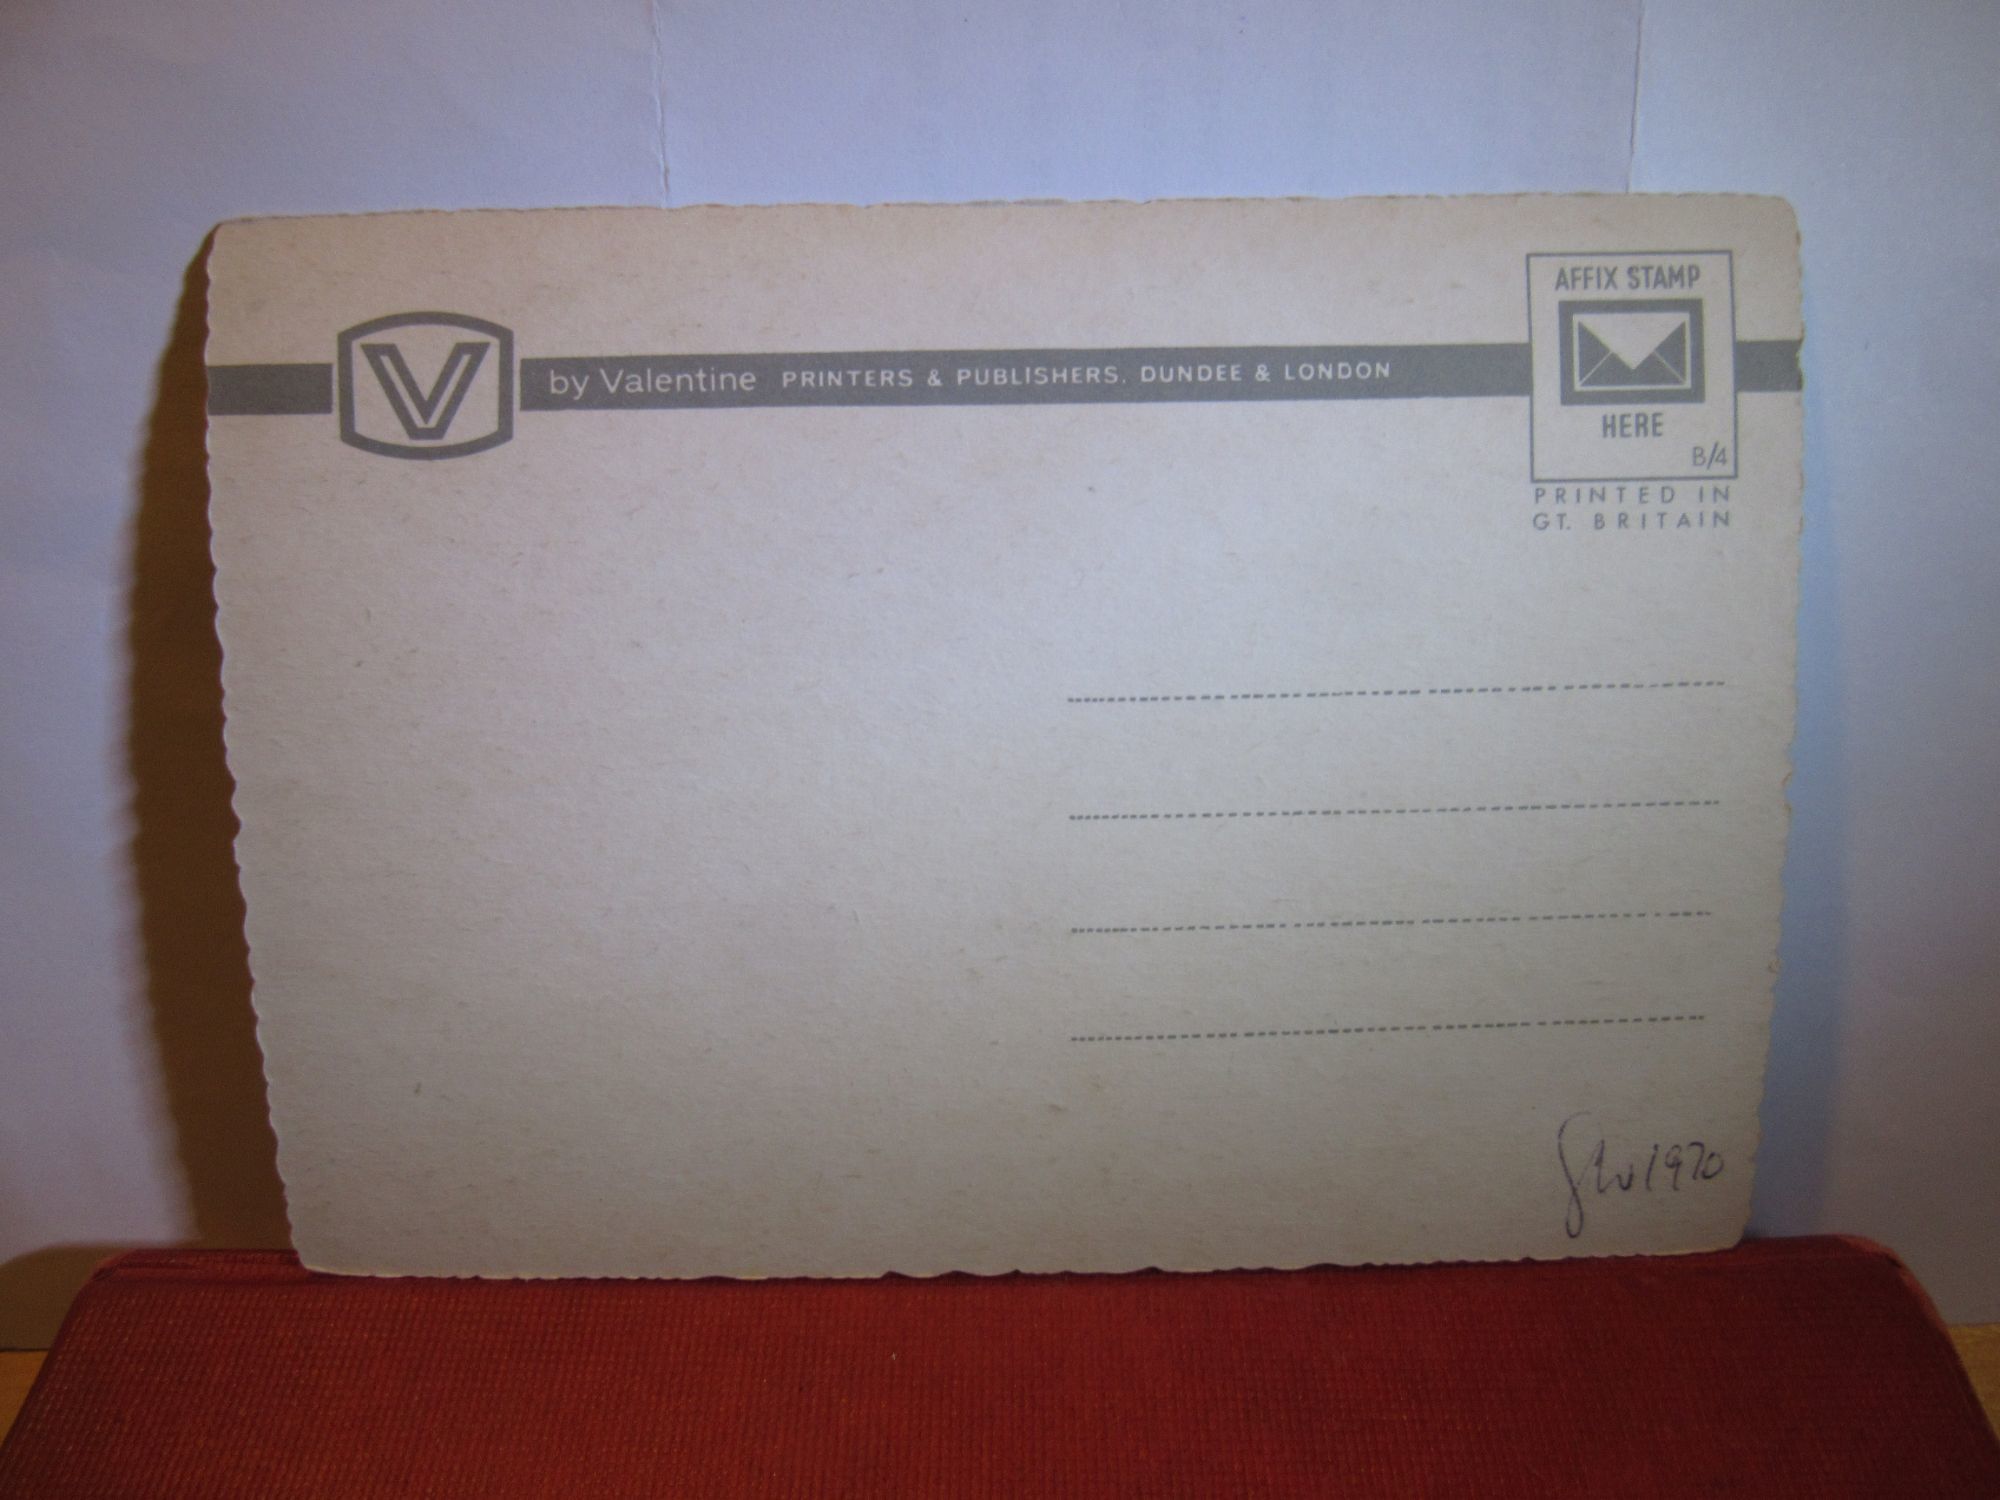 V
by Valentine PRINTERS & PUBLISHERS, DUNDEE & LONDON
AFFIX STAMP
HERE
B/4
PRINTED IN
GT. BRITAIN
1970